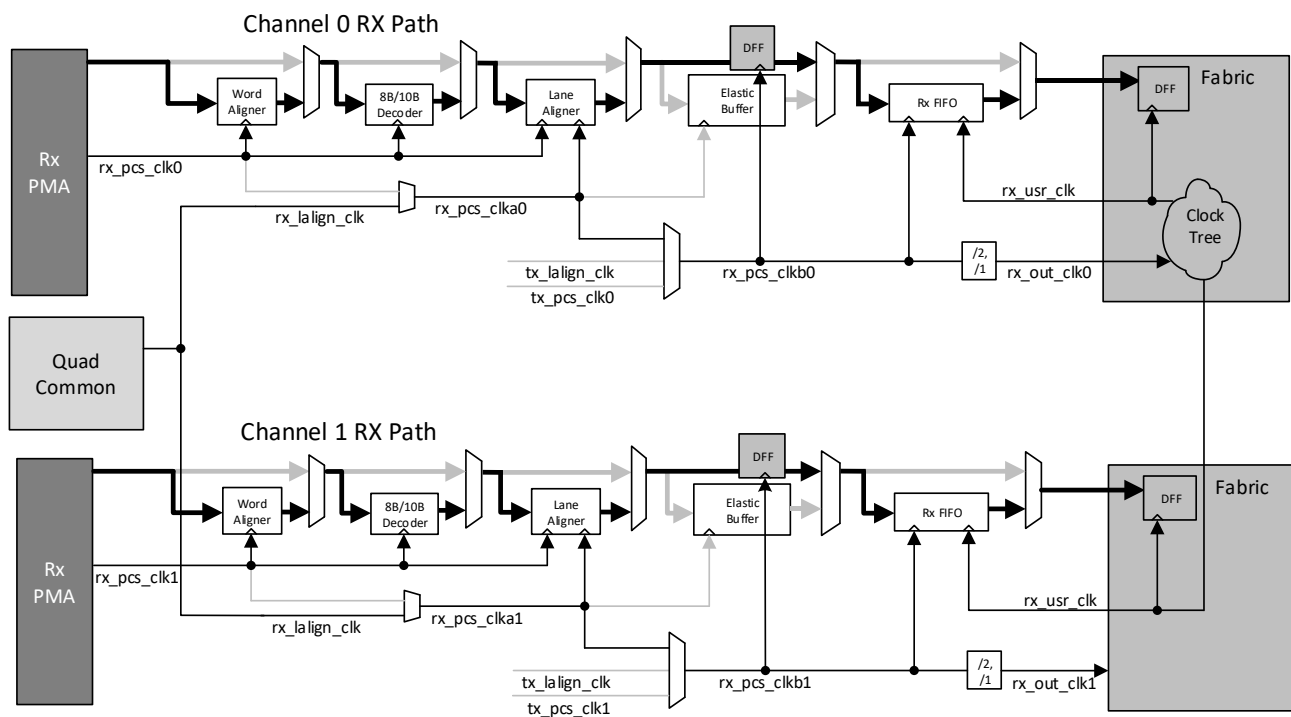 Channel 0 RX Path
DFF
Fabric
Word
Aligner
8B/10B
Decoder
Lane
Aligner
Elastic
Buffer
Rx FIFO
DFF
Rx
PMA
rx_pcs_clk0
rx_lalign_clk
rx_pcs_clka0
rx_usr_clk
Clock
Tree
tx_lalign_clk
tx_pcs_clk0
rx_pcs_clkb0
/2,
/1
rx_out_clk0
Quad
Common
Channel 1 RX Path
DFF
Fabric
Word
Aligner
8B/10B
Decoder
Lane
Aligner
Elastic
Buffer
Rx FIFO
DFF
Rx
PMA
rx_pcs_clk1
rx_lalign_clk
rx_pcs_clka1
rx_usr_clk
tx_lalign_clk
tx_pcs_clk1
rx_pcs_clkb1
/2,
/1
rx_out_clk1